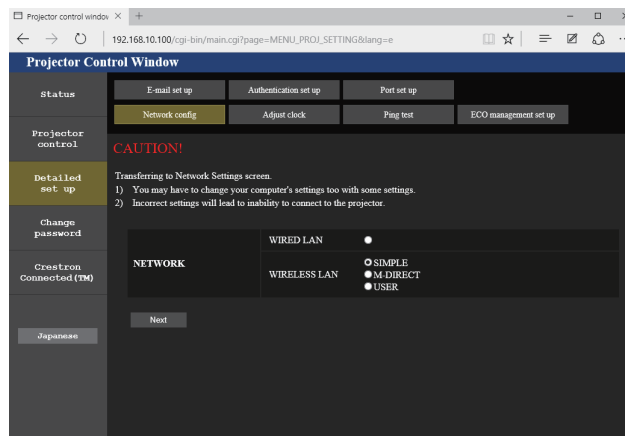 Projector control window
192.168.10.100/cgi-bin/main.cgi?page=MENU_PROJ_SETTING&lang=e
Projector Control Window
Status
Projector
control
Detailed
set up
Change
password
Crestron
Connected(TM)
Japanese
E-mail set up
Authentication set up
Port set up
Network config
Adjust clock
Ping test
ECO management set up
CAUTION!
Transferring to Network Settings screen.
1) You may have to change your computer's settings too with some settings.
2) Incorrect settings will lead to inability to connect to the projector.
NETWORK
WIRED LAN
WIRELESS LAN
SIMPLE
M-DIRECT
USER
Next